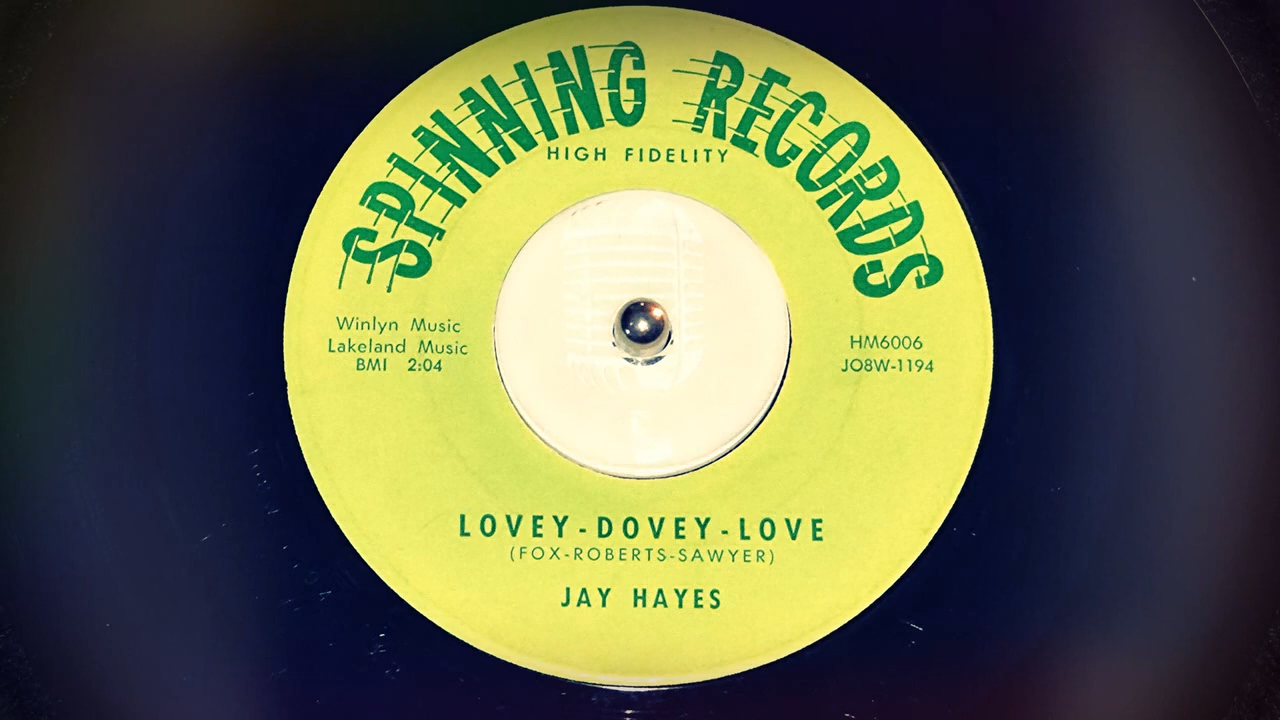 SPINNING RECORDS
HIGH FIDELITY
Winlyn Music
Lakeland Music
BMI 2:04
HM6006
JO8W-1194
LOVEY-DOVEY-LOVE
(FOX-ROBERTS-SAWYER)
JAY HAYES